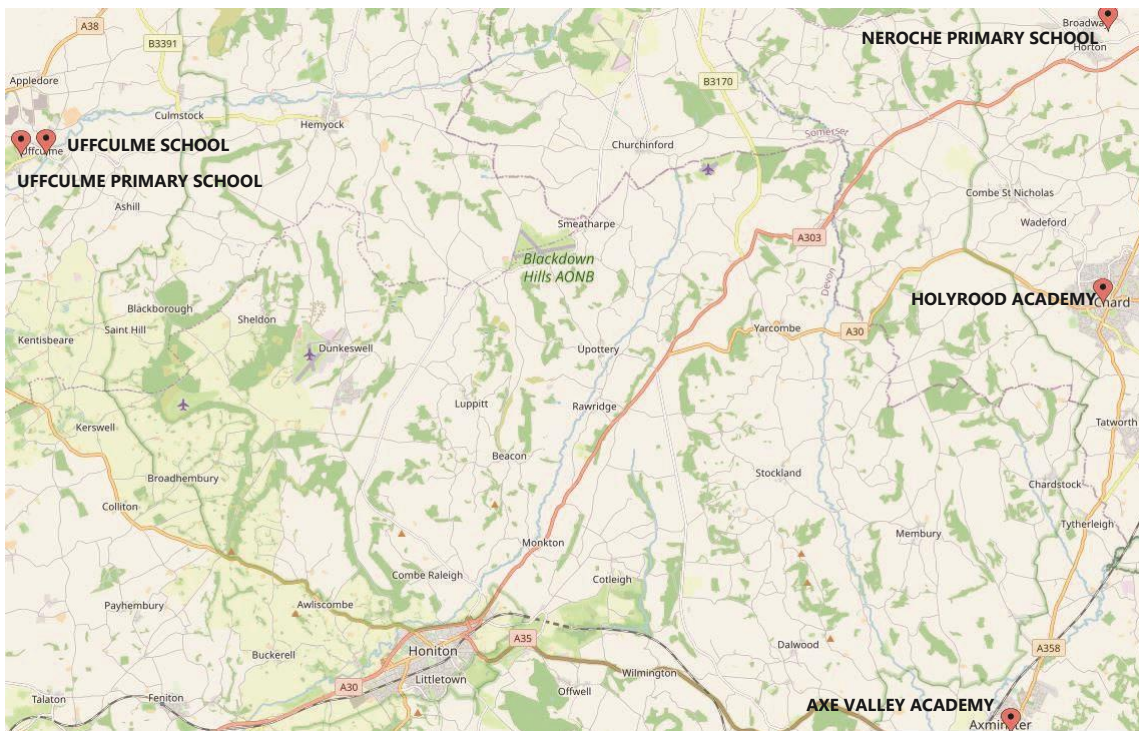 Broadway
NEROCHE PRIMARY SCHOOL
Horton
A38
B3391
B3170
Appledore
Culmstock
Hemyock
Somerset
UFFCULME SCHOOL
Churchinford
UFFCULME PRIMARY SCHOOL
Combe St Nicholas
Ashill
Smeatharpe
Wadeford
A303
Blackdown
Hills AONB
Devon
HOLYROOD ACADEMY
Chard
Blackborough
Sheldon
Saint Hill
Kentisbeare
Dunkeswell
Yarcombe
A30
Upottery
Luppitt
Rawridge
Kerswell
Tatworth
Beacon
Broadhembury
Stockland
Chardstock
Colliton
Tytherleigh
Monkton
Membury
Combe Raleigh
Cotleigh
Payhembury
Awliscombe
A35
Honiton
Dalwood
A358
Buckerell
Wilmington
Littletown
A30
Offwell
Talaton
Feniton
AXE VALLEY ACADEMY
Axminster